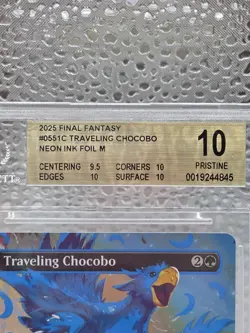 2025 FINAL FANTASY
#0551C TRAVELING CHOCOBO
NEON INK FOIL M
CENTERING 9.5 CORNERS 10
EDGES 10 SURFACE 10
10
PRISTINE
0019244845
Traveling Chocobo 2